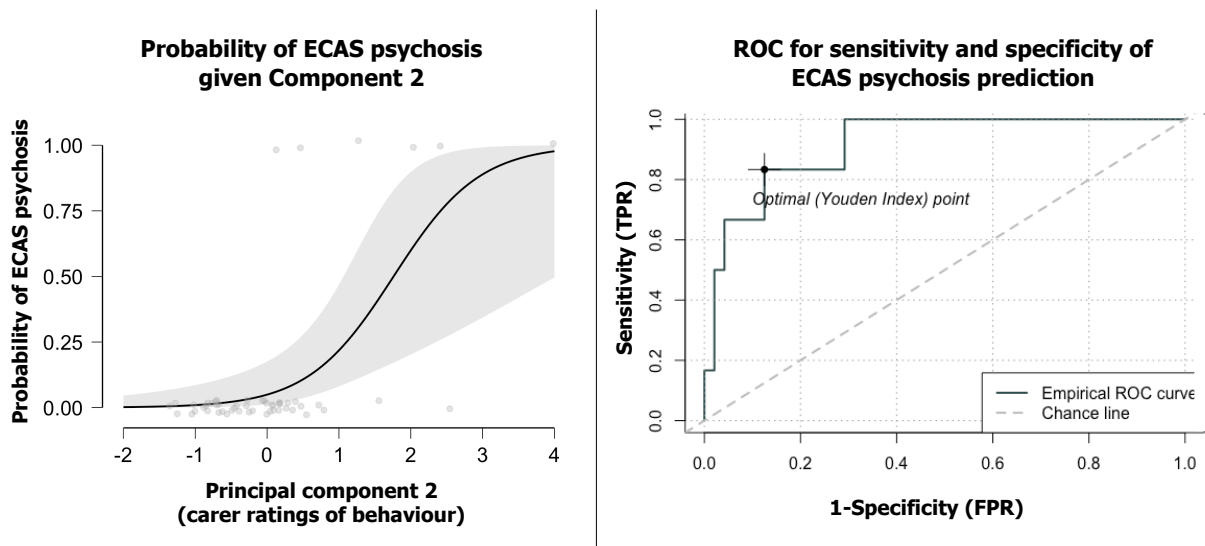 Probability of ECAS psychosis
given Component 2
Probability of ECAS psychosis
1.00
0.75
0.50
0.25
0.00
-2 -1 0 1 2 3 4
Principal component 2
(carer ratings of behaviour)
ROC for sensitivity and specificity of
ECAS psychosis prediction
Sensitivity (TPR)
1.0
0.8
0.6
0.4
0.2
0.0
Optimal (Youden Index) point
Empirical ROC curve
Chance line
0.0 0.2 0.4 0.6 0.8 1.0
1-Specificity (FPR)